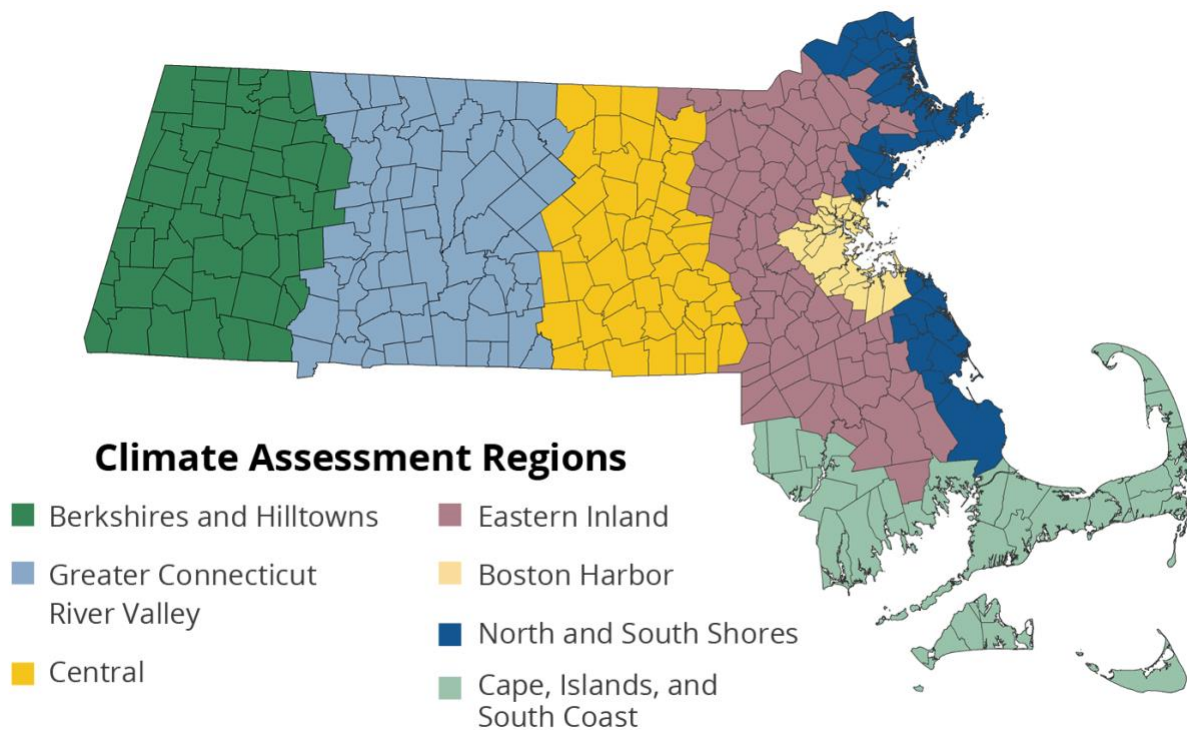 Climate Assessment Regions
Berkshires and Hilltowns
Greater Connecticut
River Valley
Central
Eastern Inland
Boston Harbor
North and South Shores
Cape, Islands, and
South Coast